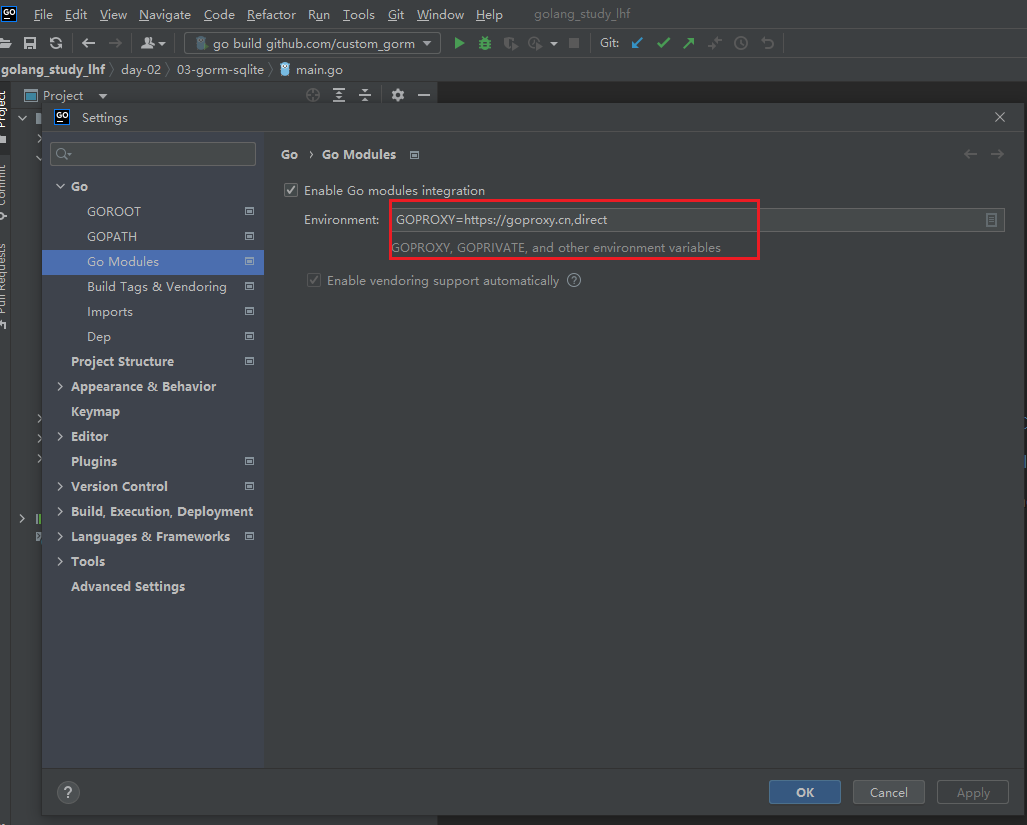 GO File Edit View Navigate Code Refactor Run Tools Git Window Help golang_study_lhf
go build github.com/custom_gorm Git:
golang_study_lhf day-02 03-gorm-sqlite main.go
Project
Project
Commit
Pull Requests
GO Settings
Go
GOROOT
GOPATH
Go Modules
Build Tags & Vendoring
Imports
Dep
Project Structure
Appearance & Behavior
Keymap
Editor
Plugins
Version Control
Build, Execution, Deployment
Languages & Frameworks
Tools
Advanced Settings
Go › Go Modules
Enable Go modules integration
Environment: GOPROXY=https://goproxy.cn,direct
GOPROXY, GOPRIVATE, and other environment variables
Enable vendoring support automatically ?
? OK Cancel Apply